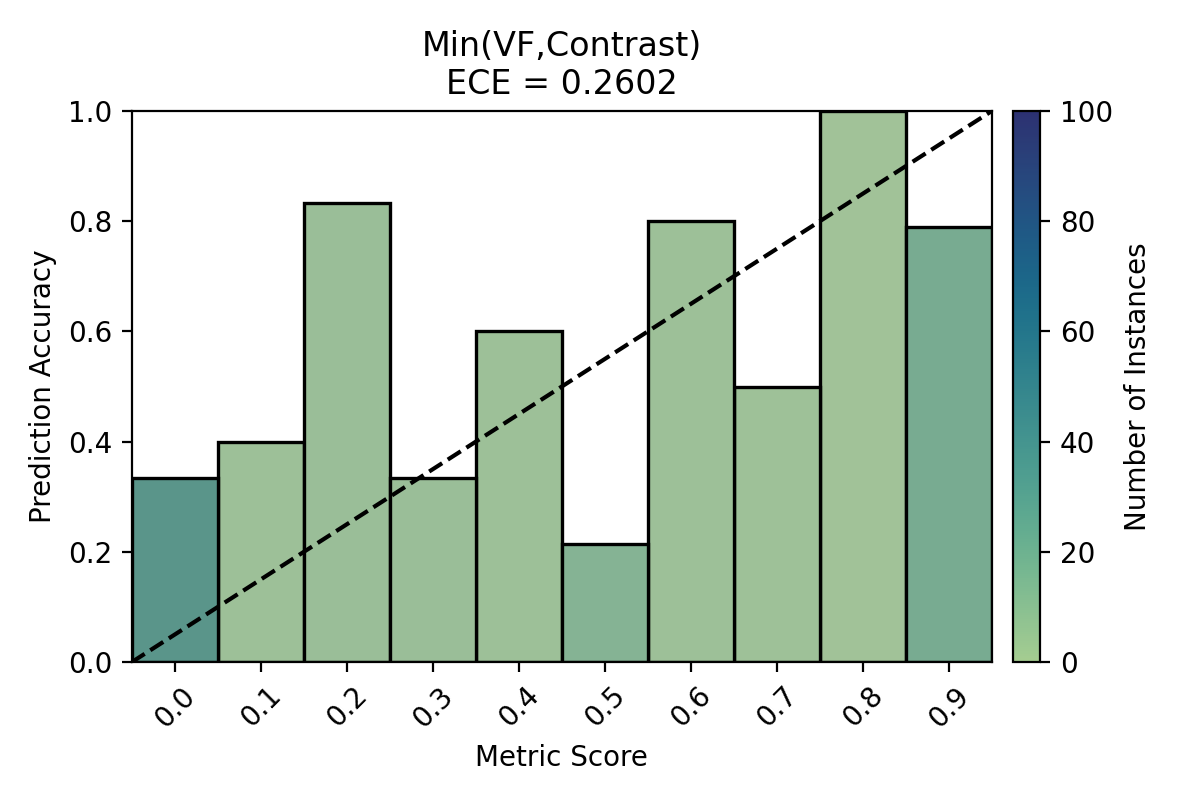 Min(VF,Contrast)
ECE = 0.2602
Prediction Accuracy
1.0
0.8
0.6
0.4
0.2
0.0
0.0 0.1 0.2 0.3 0.4 0.5 0.6 0.7 0.8 0.9
Metric Score
100
80
60
40
20
0
Number of Instances